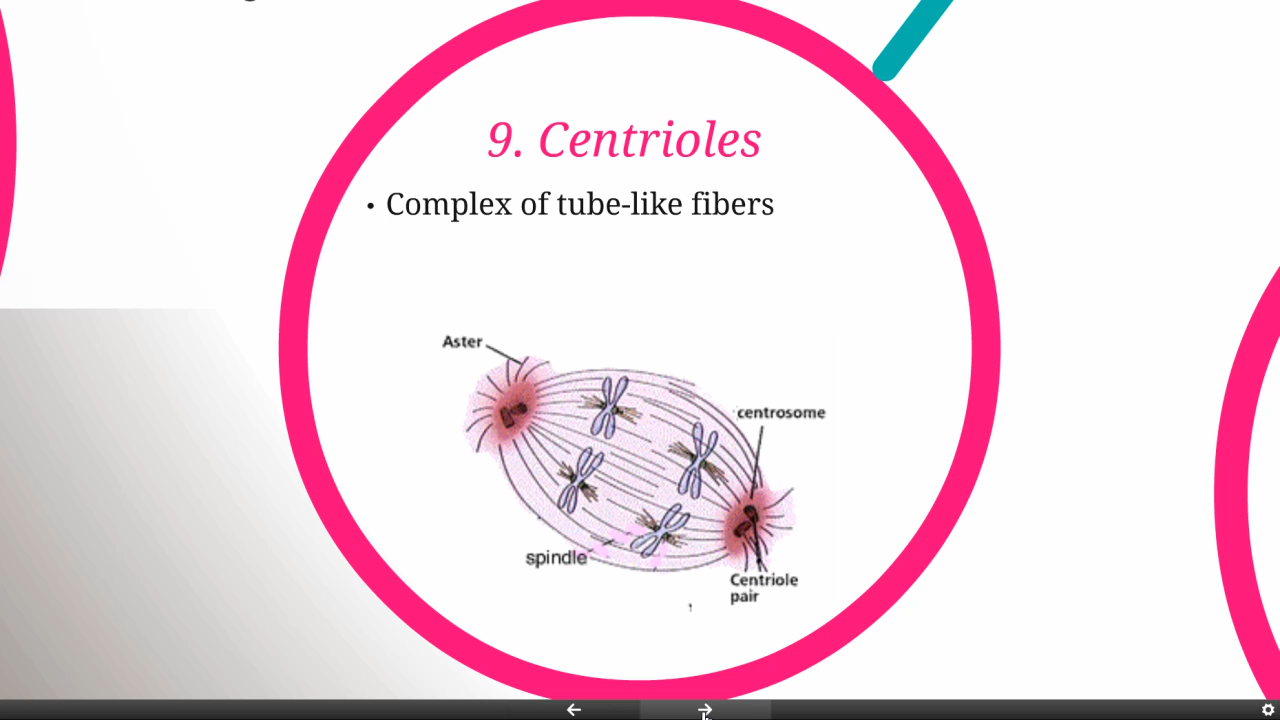 9. Centrioles
• Complex of tube-like fibers
Aster
centrosome
spindle
Centriole
pair